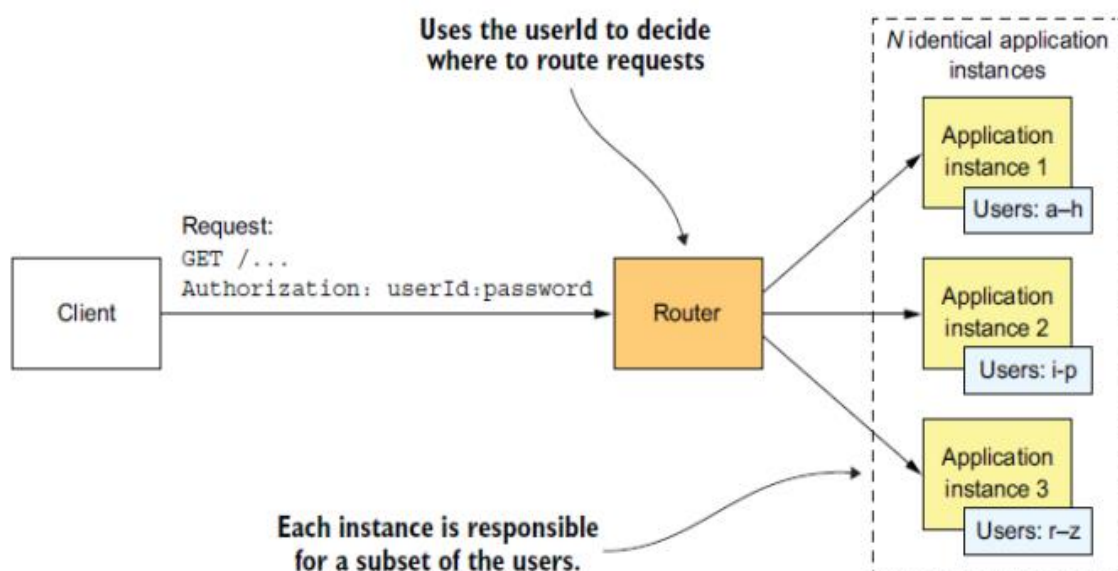 Uses the userId to decide
where to route requests
N identical application
instances
Application
instance 1
Users: a–h
Request:
GET /...
Authorization: userId:password
Client
Router
Application
instance 2
Users: i-p
Application
instance 3
Users: r–z
Each instance is responsible
for a subset of the users.